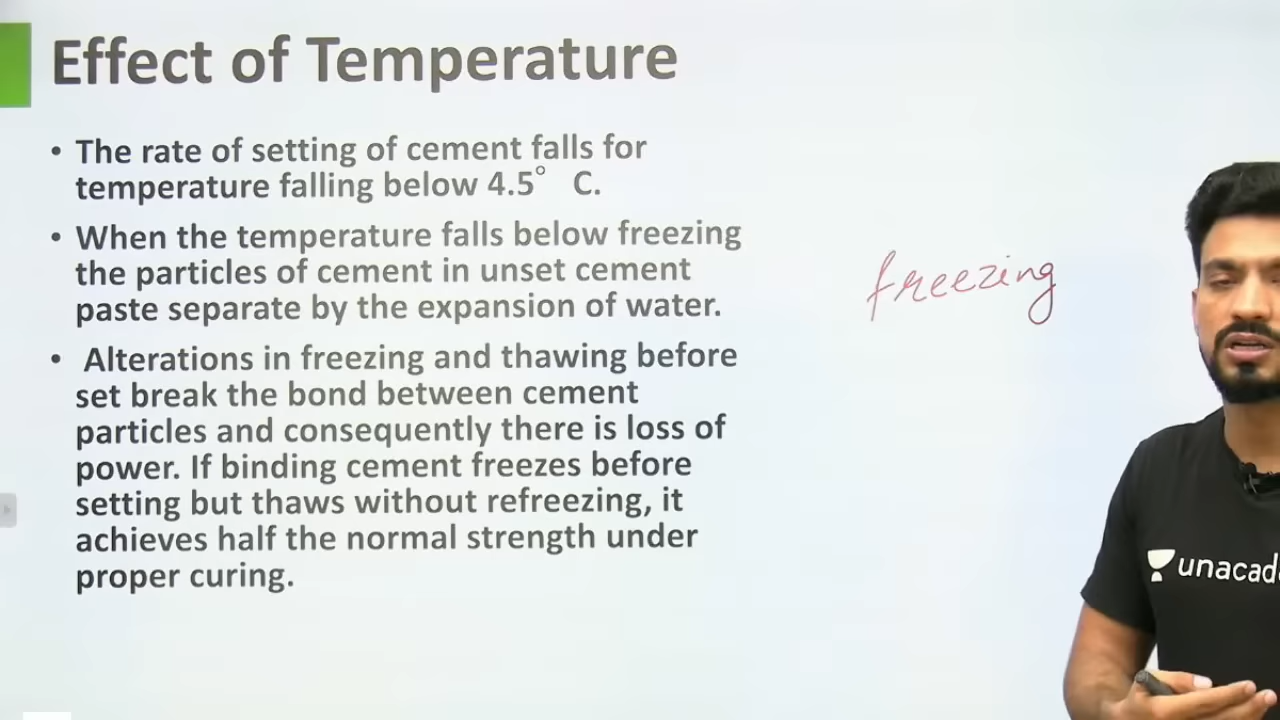 Effect of Temperature
• The rate of setting of cement falls for
temperature falling below 4.5° C.
• When the temperature falls below freezing
the particles of cement in unset cement
paste separate by the expansion of water.
• Alterations in freezing and thawing before
set break the bond between cement
particles and consequently there is loss of
power. If binding cement freezes before
setting but thaws without refreezing, it
achieves half the normal strength under
proper curing.
freezing
unacad